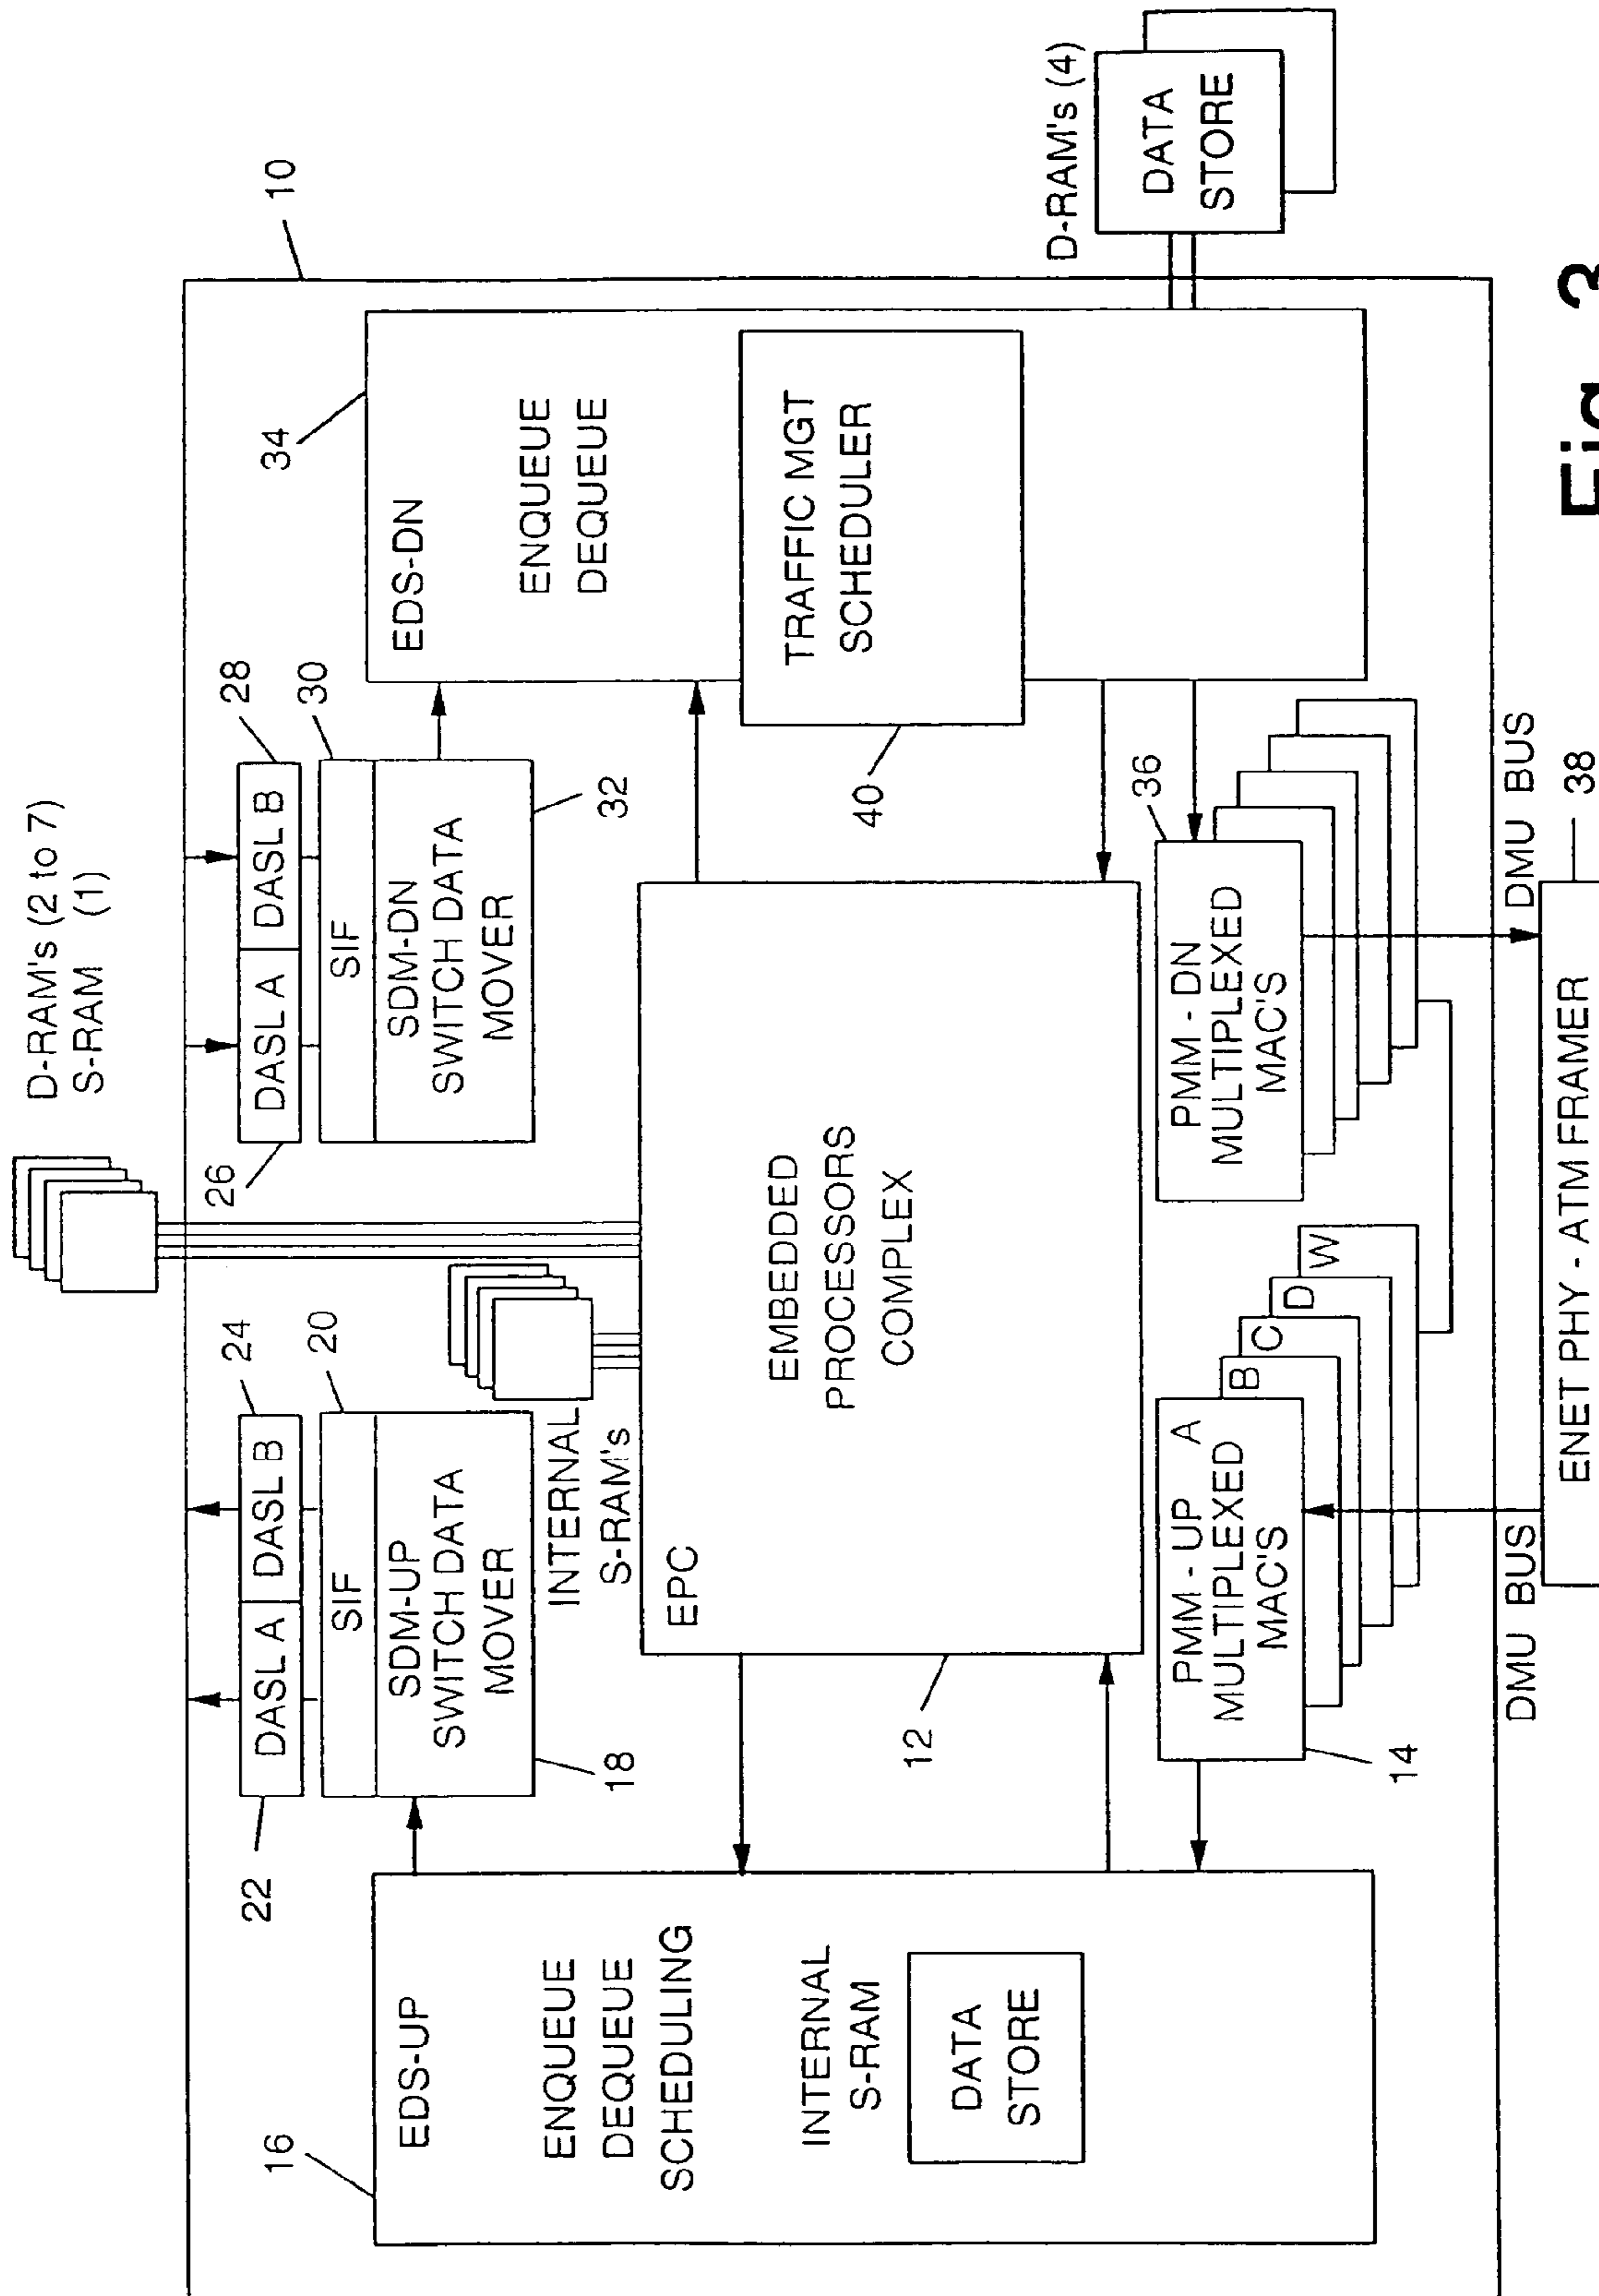 D-RAM's (2 to 7)
S-RAM (1)
10
22
DASL A
DASL B
24
20
SIF
SDM-UP
SWITCH DATA
MOVER
18
INTERNAL
S-RAM's
26
DASL A
DASL B
28
30
SIF
SDM-DN
SWITCH DATA
MOVER
32
16
EDS-UP
ENQUEUE
DEQUEUE
SCHEDULING
INTERNAL
S-RAM
DATA
STORE
EPC
EMBEDDED
PROCESSORS
COMPLEX
12
34
EDS-DN
ENQUEUE
DEQUEUE
TRAFFIC MGT
SCHEDULER
40
D-RAM's (4)
DATA
STORE
PMM - UP A
MULTIPLEXED
MAC'S
B
C
D
W
14
36
PMM - DN
MULTIPLEXED
MAC'S
DMU BUS
DMU BUS
ENET PHY - ATM FRAMER
38
Fig. 3